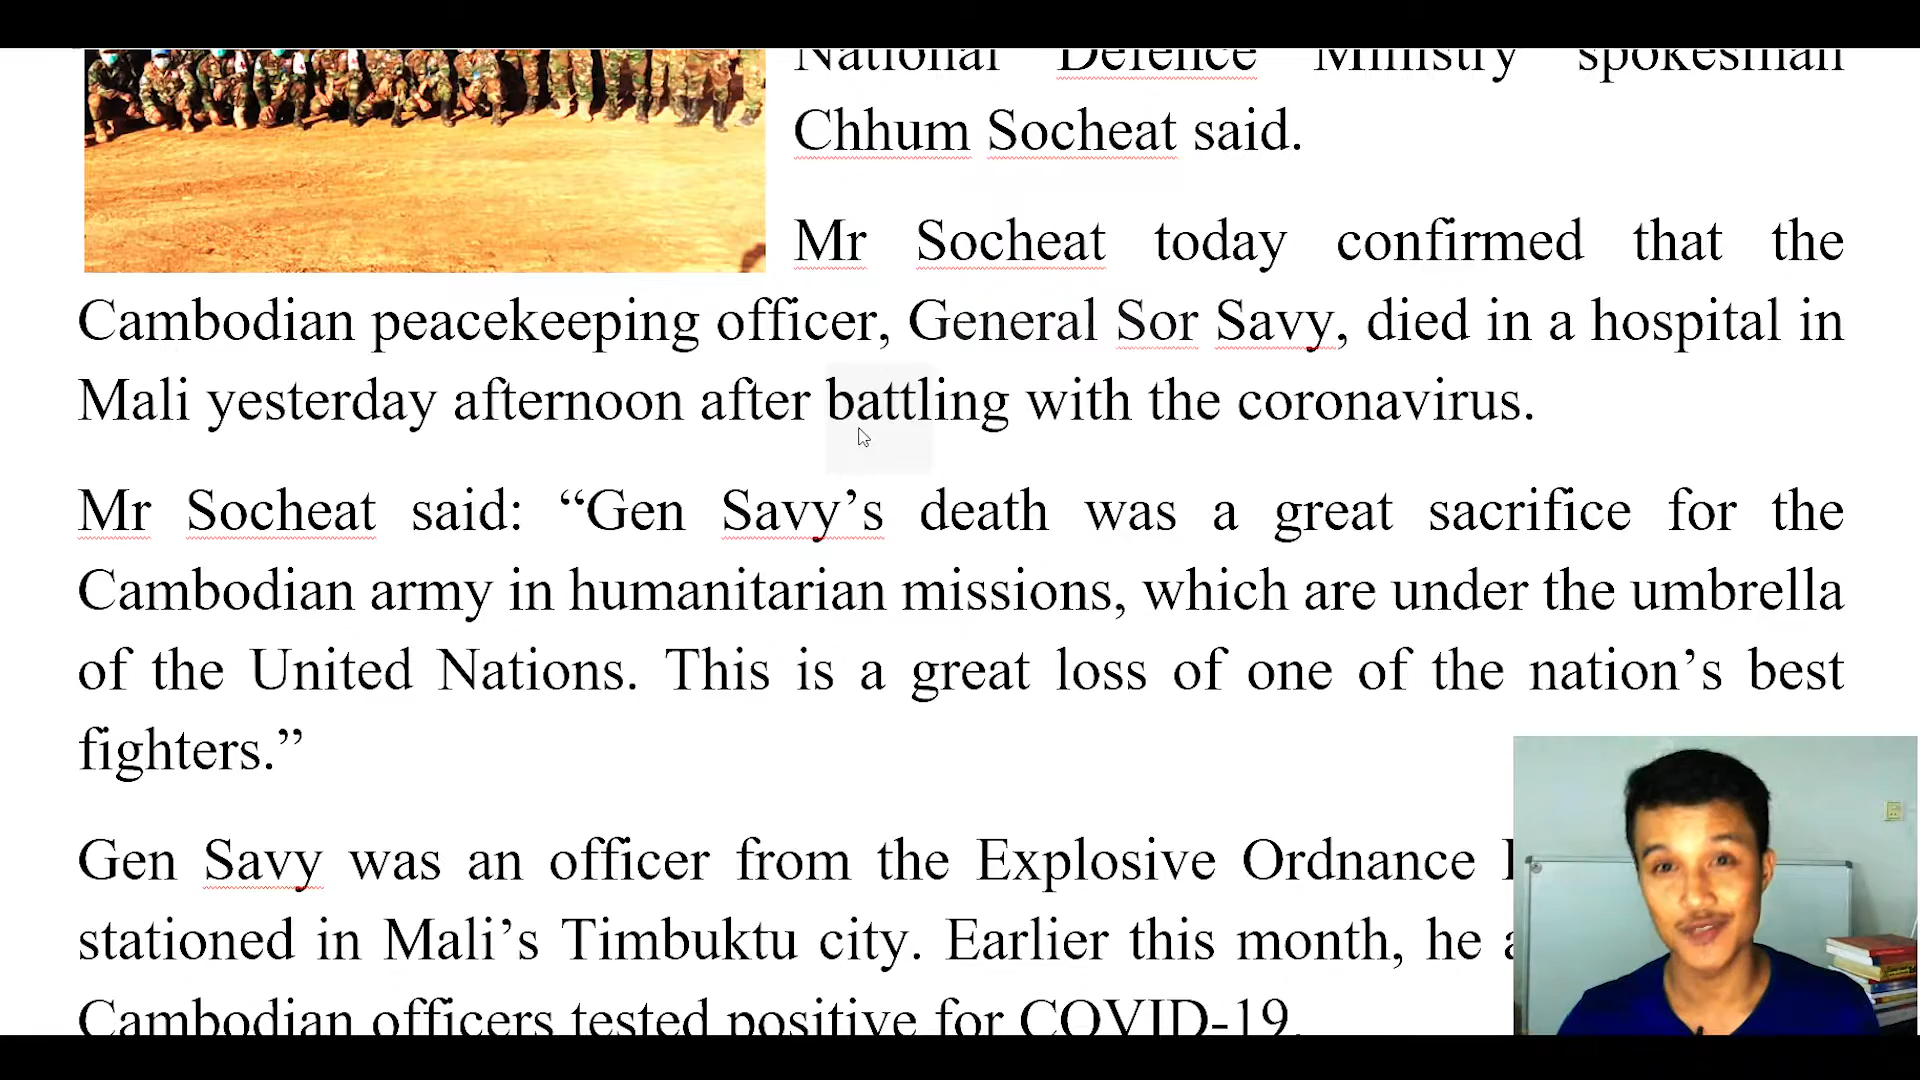 National Defence Ministry spokesman
Chhum Socheat said.
Mr Socheat today confirmed that the
Cambodian peacekeeping officer, General Sor Savy, died in a hospital in
Mali yesterday afternoon after battling with the coronavirus.
Mr Socheat said: “Gen Savy’s death was a great sacrifice for the
Cambodian army in humanitarian missions, which are under the umbrella
of the United Nations. This is a great loss of one of the nation’s best
fighters.”
Gen Savy was an officer from the Explosive Ordnance
stationed in Mali’s Timbuktu city. Earlier this month, he
Cambodian officers tested positive for COVID-19.